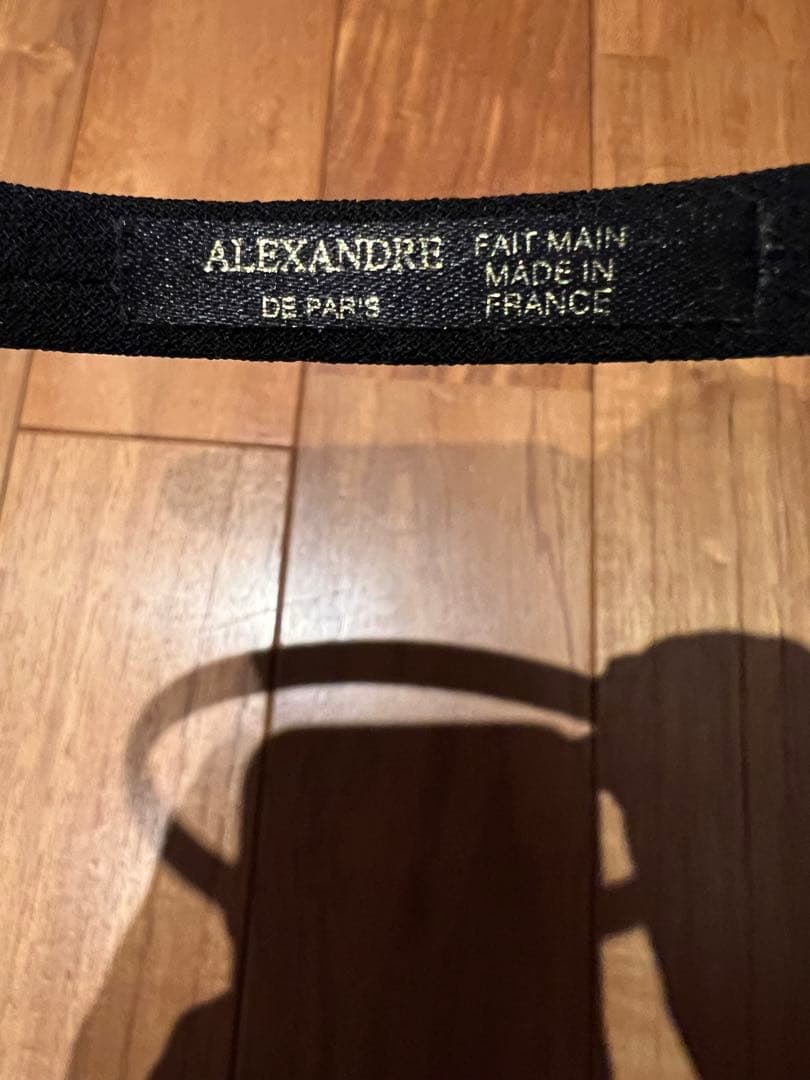 ALEXANDRE
DE PARIS
FAIT MAIN
MADE IN
FRANCE